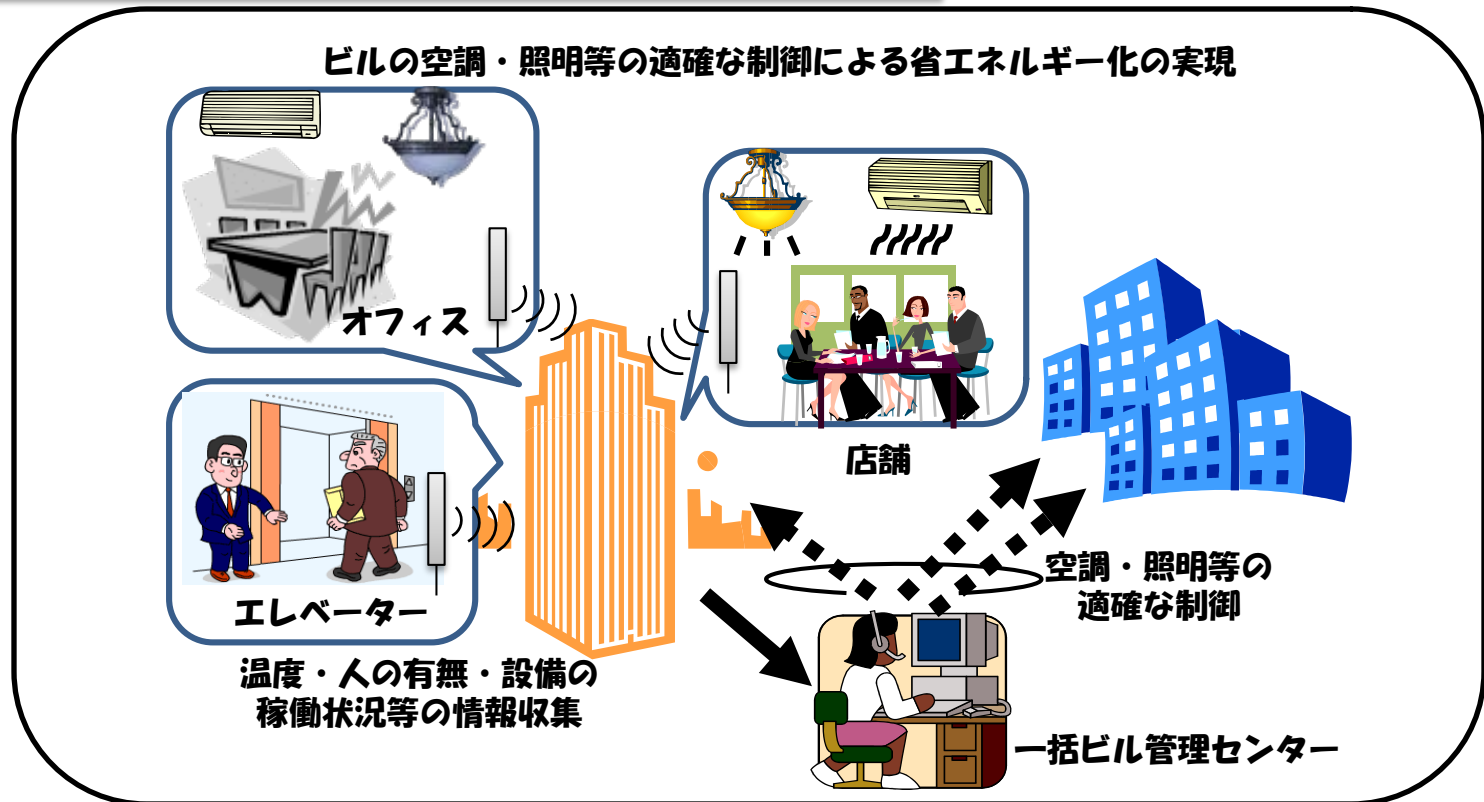 ビルの空調・照明等の適確な制御による省エネルギー化の実現
オフィス
店舗
エレベーター
空調・照明等の
適確な制御
温度・人の有無・設備の
稼働状況等の情報収集
一括ビル管理センター